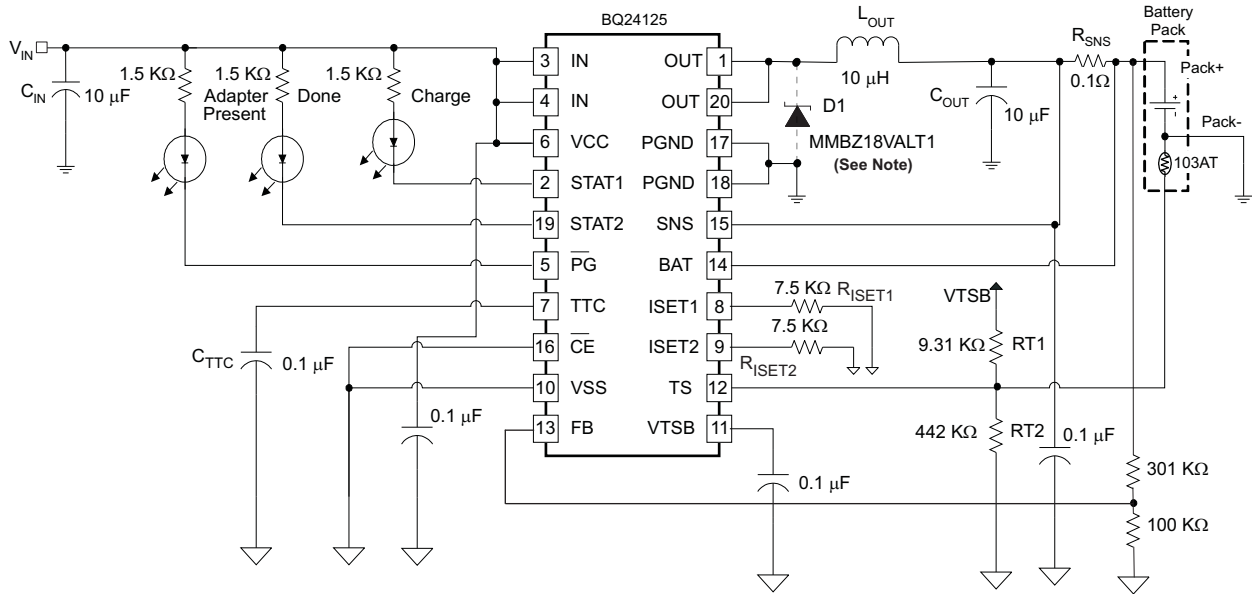 BQ24125
V_IN
C_IN
10 μF
1.5 KΩ
Adapter
Present
1.5 KΩ
Done
1.5 KΩ
Charge
3 IN
4 IN
6 VCC
2 STAT1
19 STAT2
5 P̅G̅
7 TTC
16 C̅E̅
10 VSS
13 FB
OUT 1
OUT 20
PGND 17
PGND 18
SNS 15
BAT 14
ISET1 8
ISET2 9
TS 12
VTSB 11
C_TTC
0.1 μF
0.1 μF
L_OUT
10 μH
D1
MMBZ18VALT1
(See Note)
C_OUT
10 μF
R_SNS
0.1Ω
Battery
Pack
Pack+
+
-
Pack-
103AT
7.5 KΩ
R_ISET1
7.5 KΩ
R_ISET2
VTSB
9.31 KΩ
RT1
442 KΩ
RT2
0.1 μF
0.1 μF
301 KΩ
100 KΩ